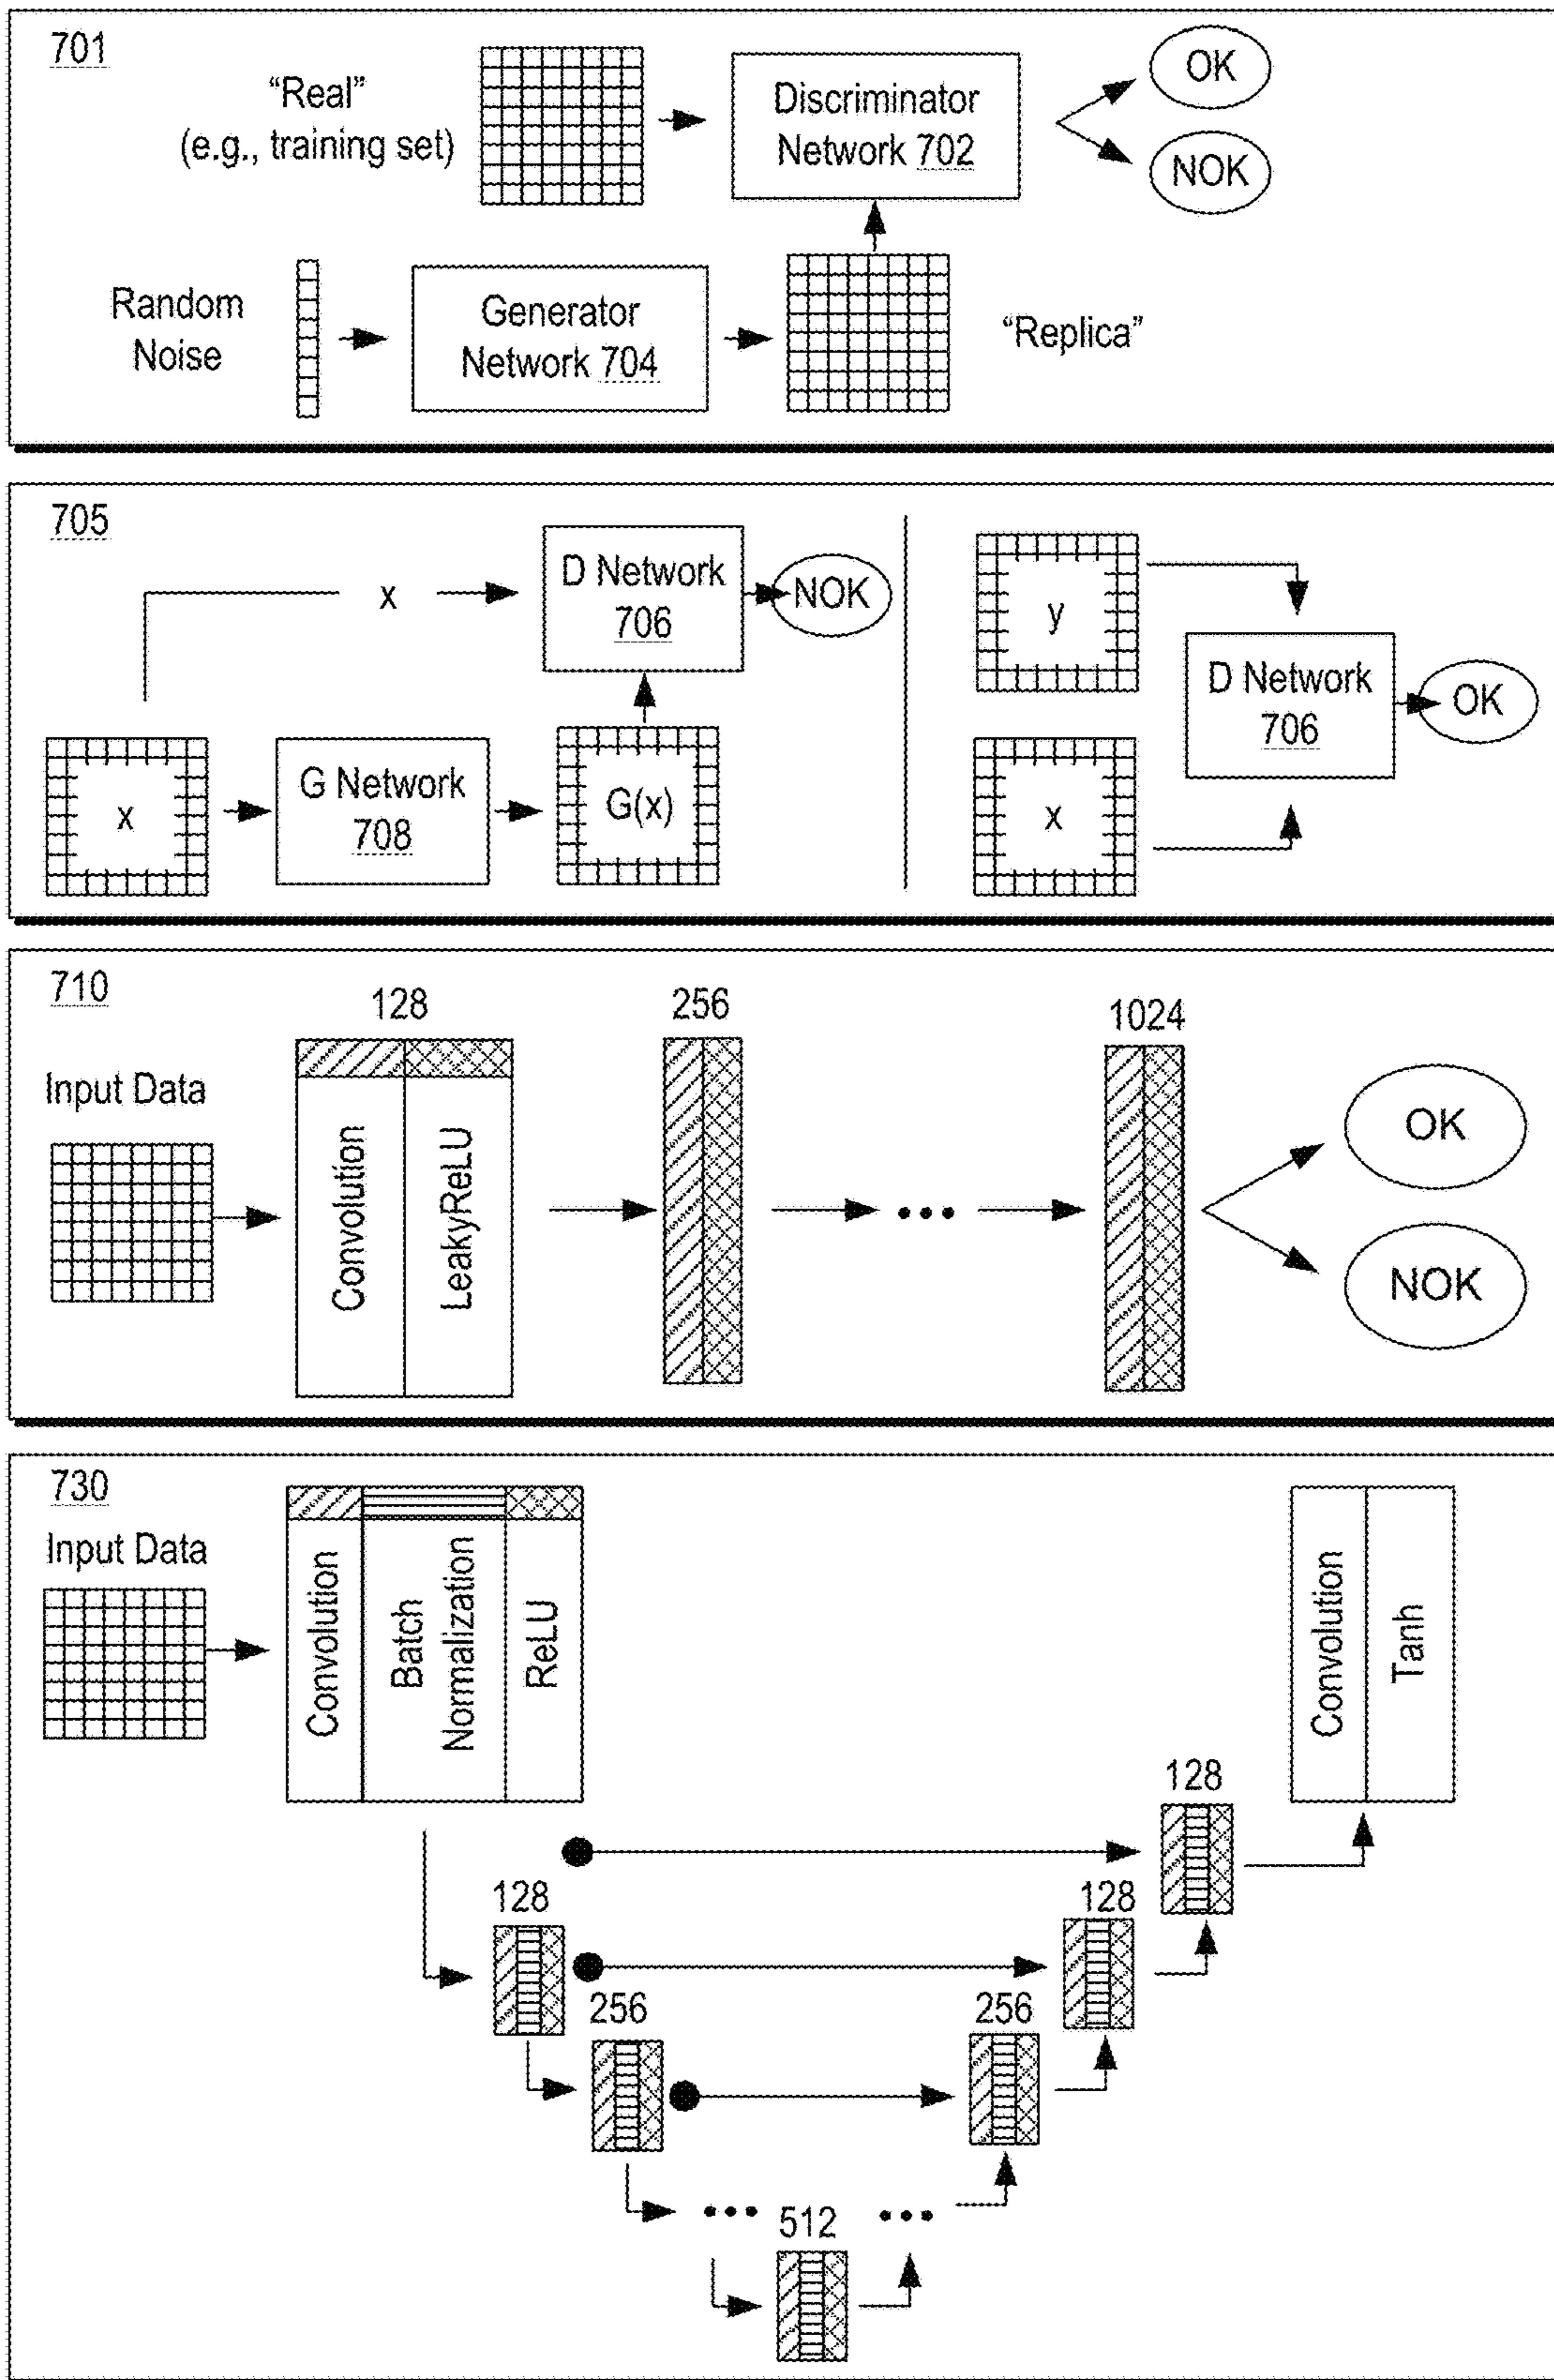 701
“Real”
(e.g., training set)
Discriminator
Network 702
OK
NOK
Random
Noise
Generator
Network 704
“Replica”
705
x
D Network
706
NOK
x
G Network
708
G(x)
y
x
D Network
706
OK
710
Input Data
128
Convolution
LeakyReLU
256
•••
1024
OK
NOK
730
Input Data
Convolution
Batch
Normalization
ReLU
Convolution
Tanh
128
128
128
256
256
•••
512
•••